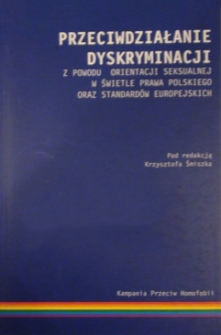 PRZECIWDZIAŁANIE
DYSKRYMINACJI
Z POWODU ORIENTACJI SEKSUALNEJ
W ŚWIETLE PRAWA POLSKIEGO
ORAZ STANDARDÓW EUROPEJSKICH
Pod redakcją
Krzysztofa Śmiszka
Kampania Przeciw Homofobii